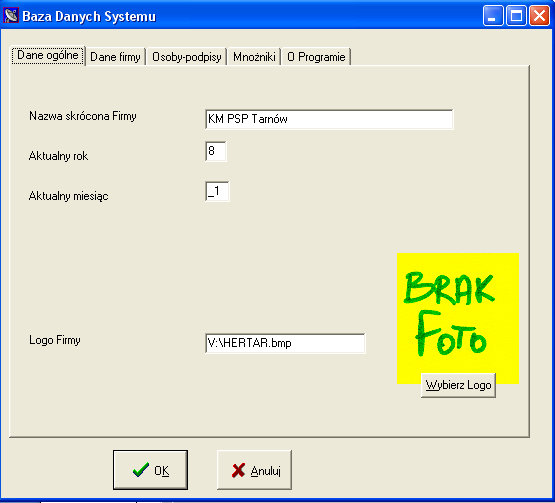 Baza Danych Systemu
Dane ogólne Dane firmy Osoby-podpisy Mnożniki O Programie
Nazwa skrócona Firmy KM PSP Tarnów
Aktualny rok 8
Aktualny miesiąc _1
BRAK
FOTO
Logo Firmy V:\HERTAR.bmp
Wybierz Logo
OK Anuluj